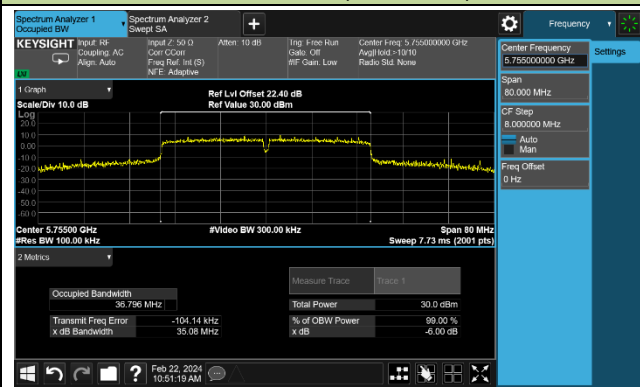 Spectrum Analyzer 1
Occupied BW
Spectrum Analyzer 2
Swept SA
+
Frequency
KEYSIGHT
Input: RF
Coupling: AC
Align: Auto
Input Z: 50 Ω
Corr CCorr
Freq Ref: Int (S)
NFE: Adaptive
Atten: 10 dB
Trig: Free Run
Gate: Off
#IF Gain: Low
Center Freq: 5.755000000 GHz
Avg|Hold:>10/10
Radio Std: None
Center Frequency
5.755000000 GHz
Settings
Span
80.000 MHz
CF Step
8.000000 MHz
Auto
Man
Freq Offset
0 Hz
1 Graph
Scale/Div 10.0 dB
Ref Lvl Offset 22.40 dB
Ref Value 30.00 dBm
Log
20.0
10.0
0.00
-10.0
-20.0
-30.0
-40.0
-50.0
-60.0
Center 5.75500 GHz
#Res BW 100.00 kHz
#Video BW 300.00 kHz
Span 80 MHz
Sweep 7.73 ms (2001 pts)
2 Metrics
Measure Trace
Trace 1
Occupied Bandwidth
36.796 MHz
Total Power
30.0 dBm
Transmit Freq Error
-104.14 kHz
% of OBW Power
99.00 %
x dB Bandwidth
35.08 MHz
x dB
-6.00 dB
?
Feb 22, 2024
10:51:19 AM